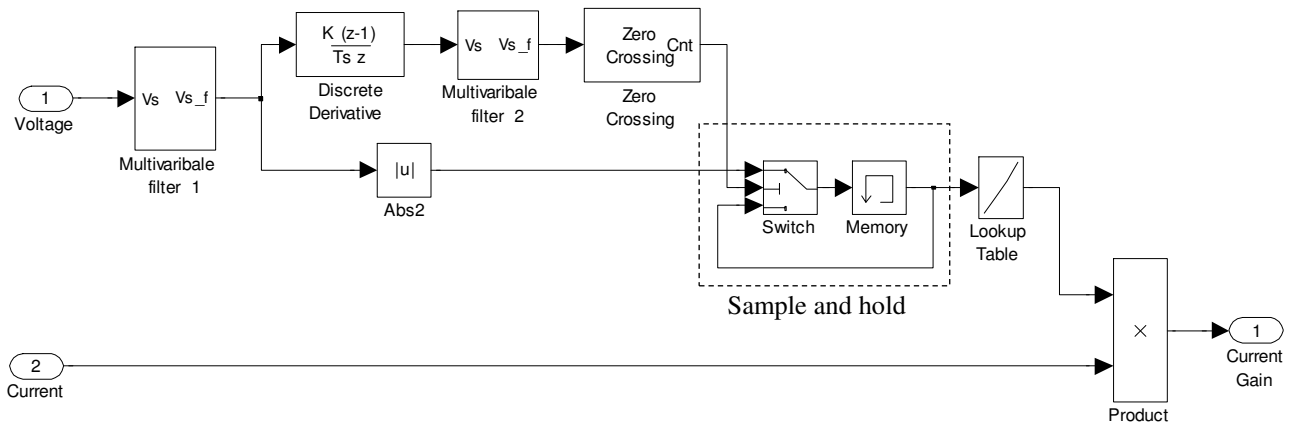 1
Voltage
Vs Vs_f
Multivaribale
filter 1
K (z-1)
Ts z
Discrete
Derivative
Vs Vs_f
Multivaribale
filter 2
Zero
Crossing
Cnt
Zero
Crossing
|u|
Abs2
Switch
Memory
Sample and hold
Lookup
Table
2
Current
×
Product
1
Current
Gain